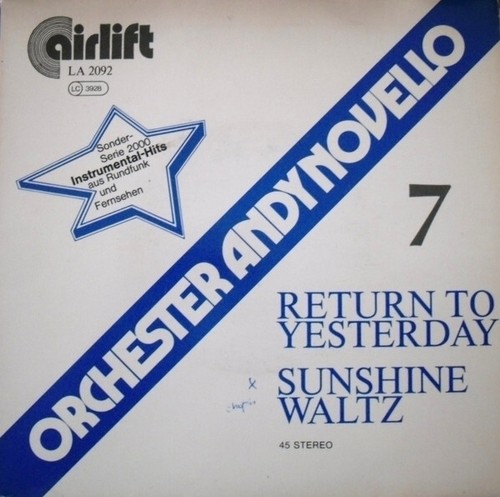 airlift
LA 2092
LC 3928
Sonder-
Serie 2000
Instrumental-Hits
aus Rundfunk
und
Fernsehen
ORCHESTER ANDY NOVELLO
7
RETURN TO
YESTERDAY
x
SUNSHINE
WALTZ
45 STEREO